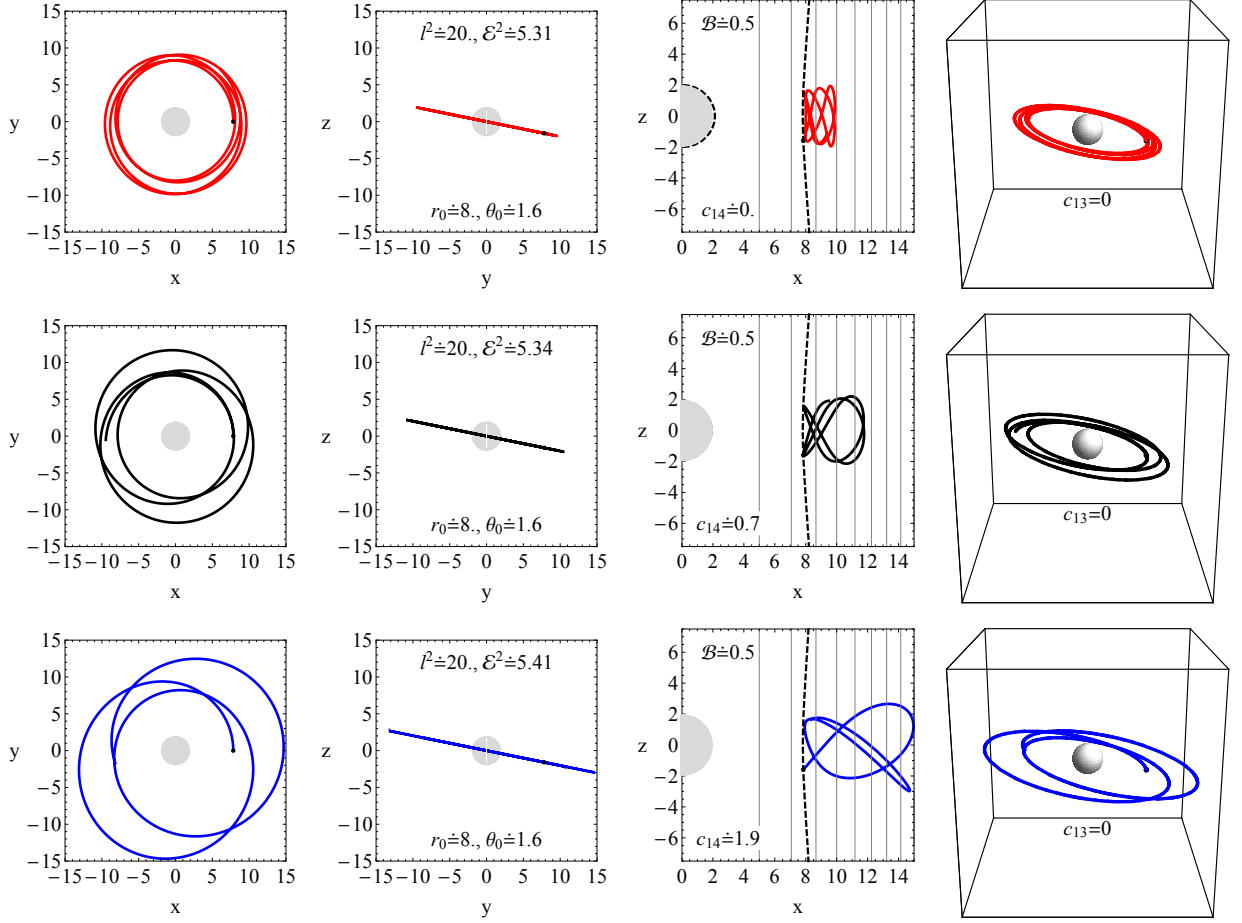 15
10
5
0
−5
−10
−15
y
−15 −10 −5 0 5 10 15
x
15
10
5
0
−5
−10
−15
z
l²≐20., ℰ²≐5.31
r₀≐8., θ₀≐1.6
−15 −10 −5 0 5 10 15
y
6
4
2
0
−2
−4
−6
z
ℬ≐0.5
c₁₄≐0.
0 2 4 6 8 10 12 14
x
c₁₃=0
15
10
5
0
−5
−10
−15
y
−15 −10 −5 0 5 10 15
x
15
10
5
0
−5
−10
−15
z
l²≐20., ℰ²≐5.34
r₀≐8., θ₀≐1.6
−15 −10 −5 0 5 10 15
y
6
4
2
0
−2
−4
−6
z
ℬ≐0.5
c₁₄≐0.7
0 2 4 6 8 10 12 14
x
c₁₃=0
15
10
5
0
−5
−10
−15
y
−15 −10 −5 0 5 10 15
x
15
10
5
0
−5
−10
−15
z
l²≐20., ℰ²≐5.41
r₀≐8., θ₀≐1.6
−15 −10 −5 0 5 10 15
y
6
4
2
0
−2
−4
−6
z
ℬ≐0.5
c₁₄≐1.9
0 2 4 6 8 10 12 14
x
c₁₃=0